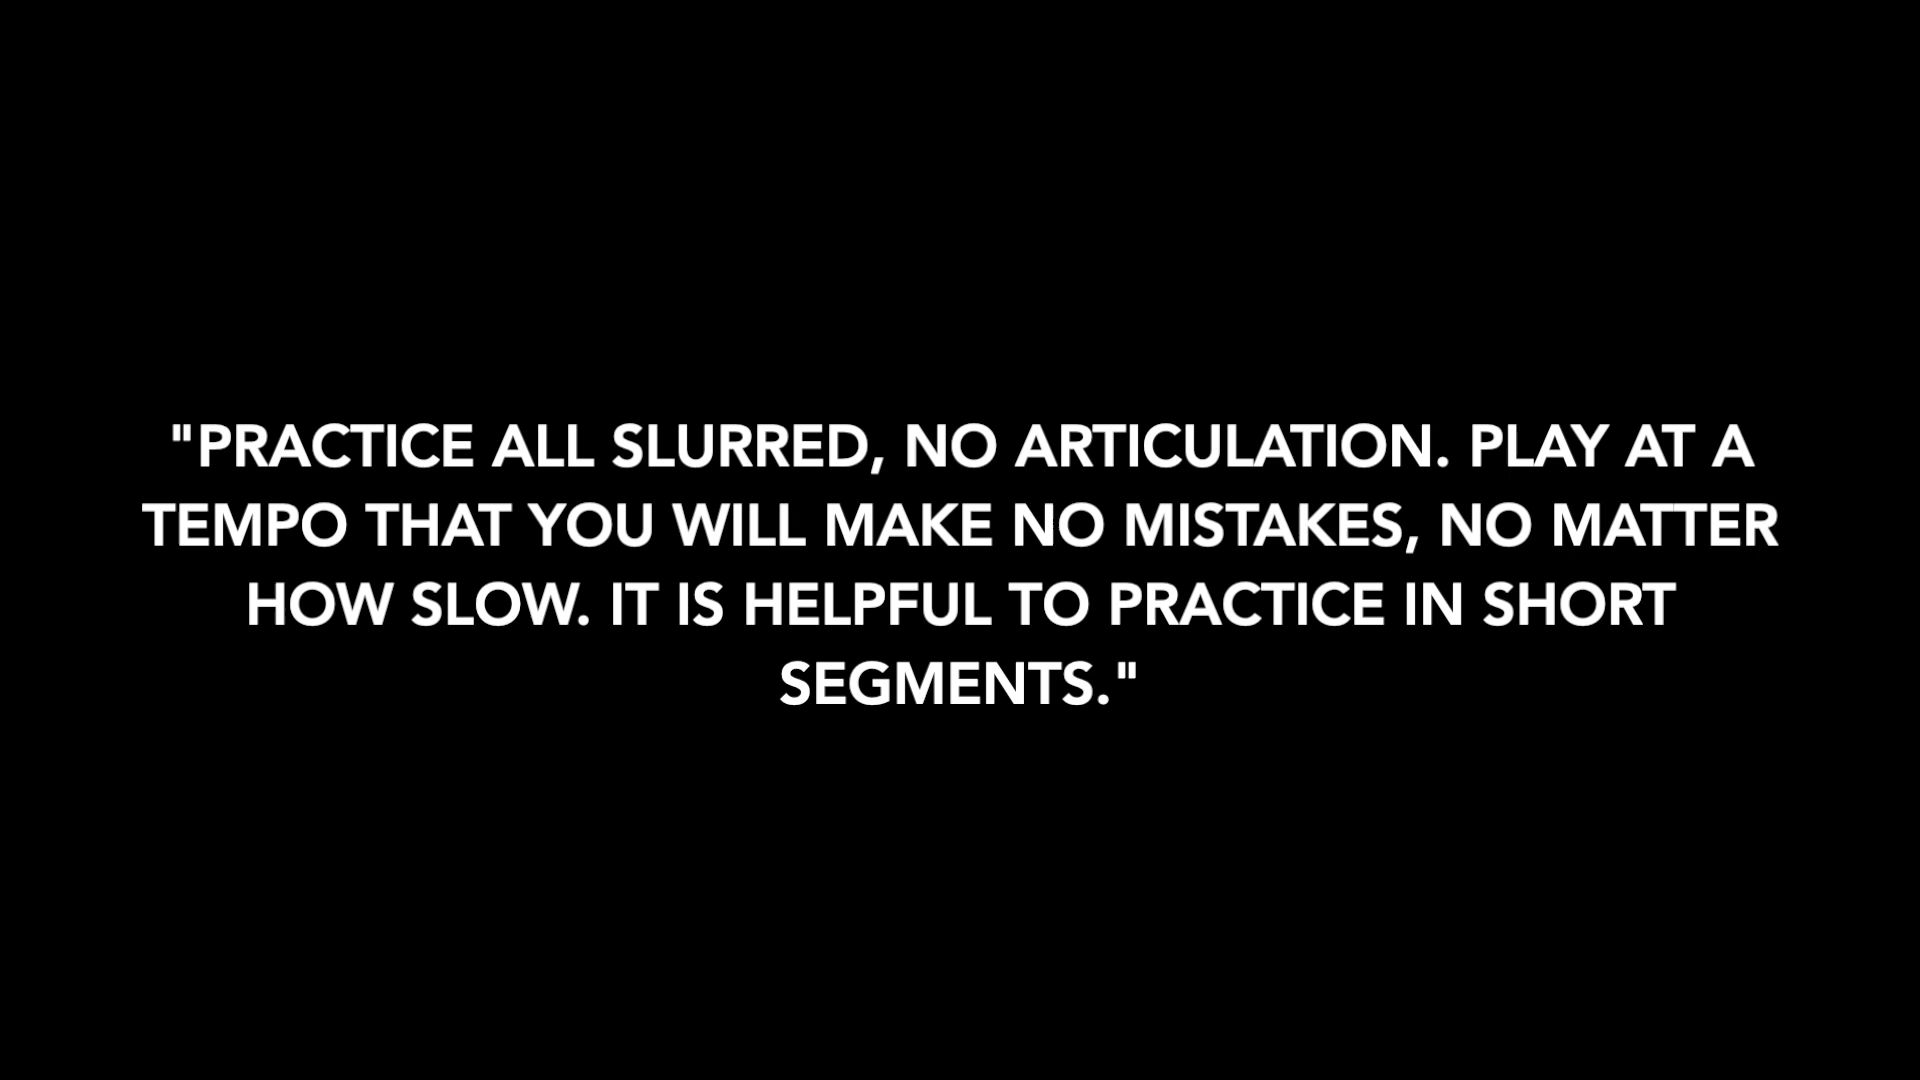 "PRACTICE ALL SLURRED, NO ARTICULATION. PLAY AT A
TEMPO THAT YOU WILL MAKE NO MISTAKES, NO MATTER
HOW SLOW. IT IS HELPFUL TO PRACTICE IN SHORT
SEGMENTS."